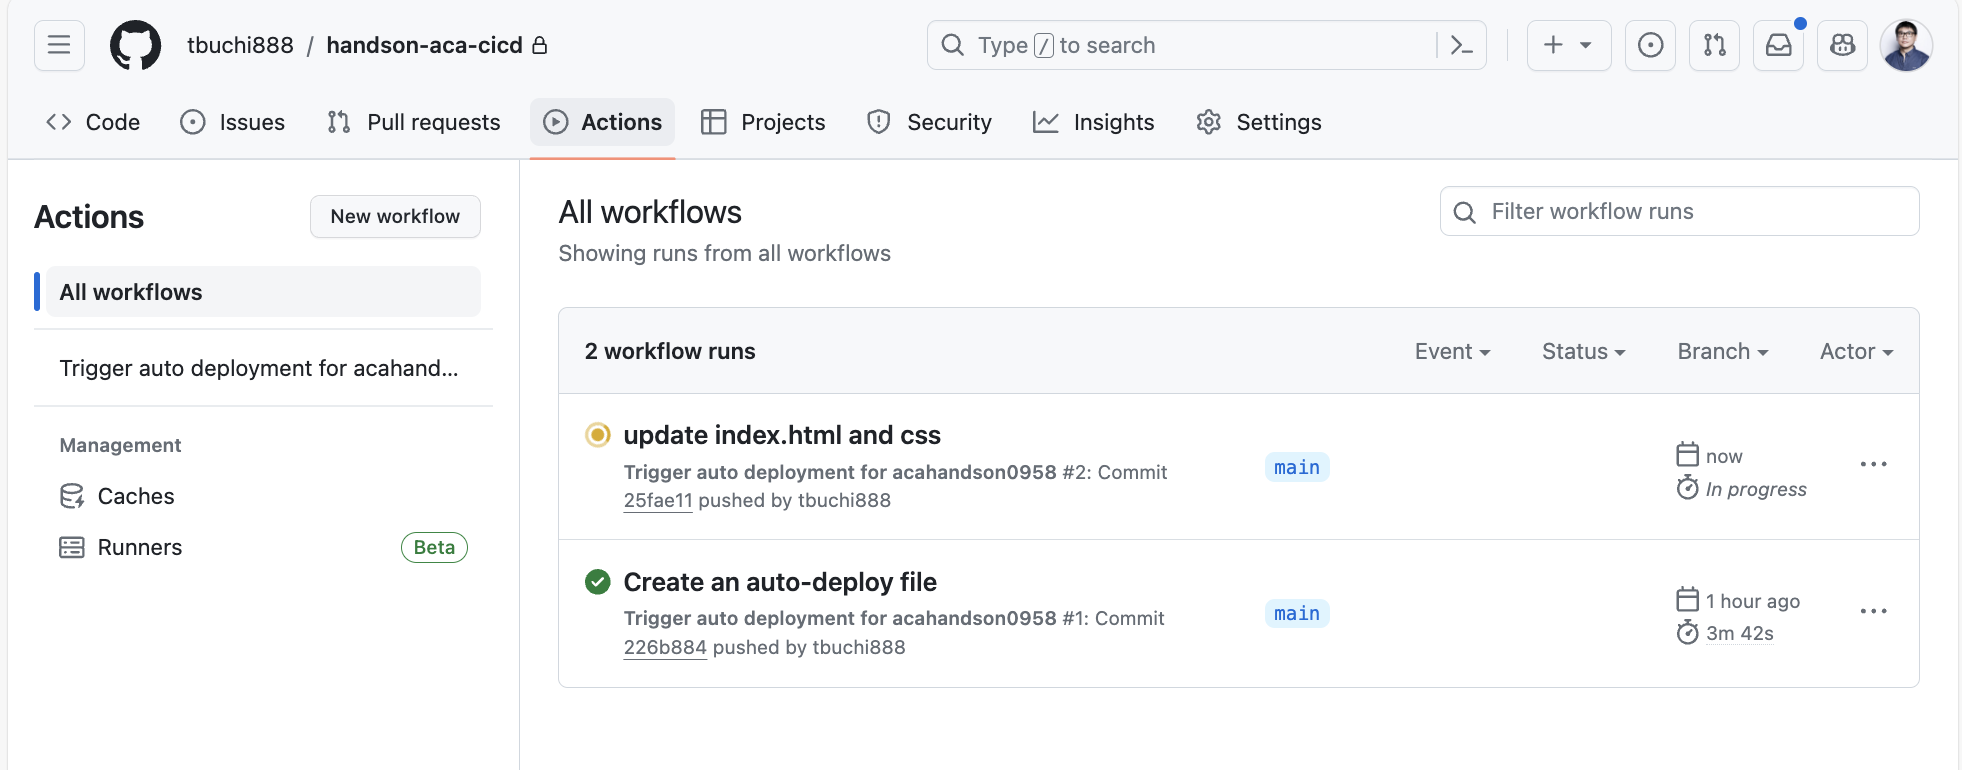 tbuchi888 / handson-aca-cicd
Type / to search
Code
Issues
Pull requests
Actions
Projects
Security
Insights
Settings
Actions
New workflow
All workflows
Trigger auto deployment for acahand...
Management
Caches
Runners
Beta
All workflows
Showing runs from all workflows
Filter workflow runs
2 workflow runs
Event
Status
Branch
Actor
update index.html and css
Trigger auto deployment for acahandson0958 #2: Commit
25fae11 pushed by tbuchi888
main
now
In progress
Create an auto-deploy file
Trigger auto deployment for acahandson0958 #1: Commit
226b884 pushed by tbuchi888
main
1 hour ago
3m 42s